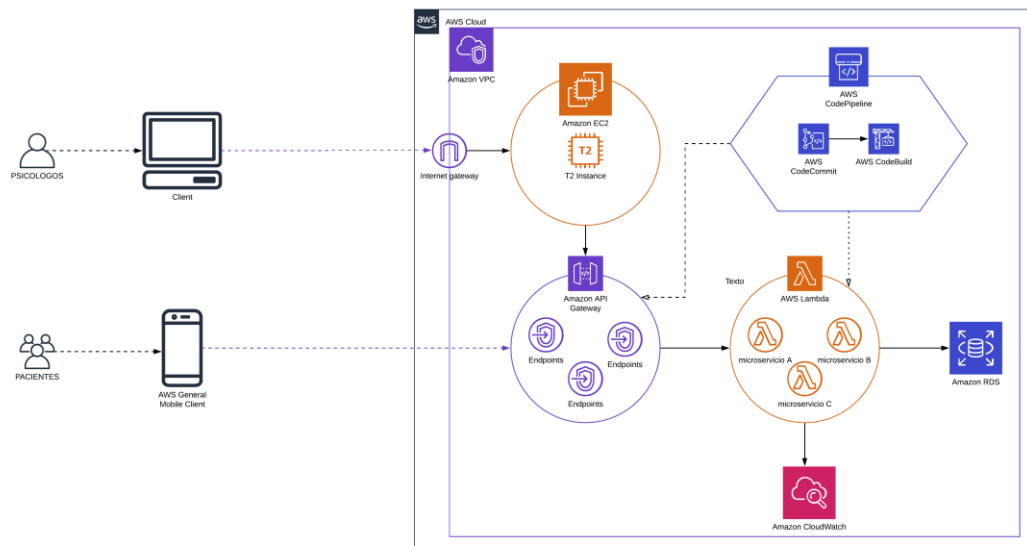 aws
AWS Cloud
Amazon VPC
Amazon EC2
T2
T2 Instance
AWS
CodePipeline
AWS
CodeCommit
AWS CodeBuild
PSICOLOGOS
Client
Internet gateway
Amazon API
Gateway
Endpoints
Endpoints
Endpoints
Texto
AWS Lambda
microservicio A
microservicio B
microservicio C
Amazon RDS
PACIENTES
AWS General
Mobile Client
Amazon CloudWatch